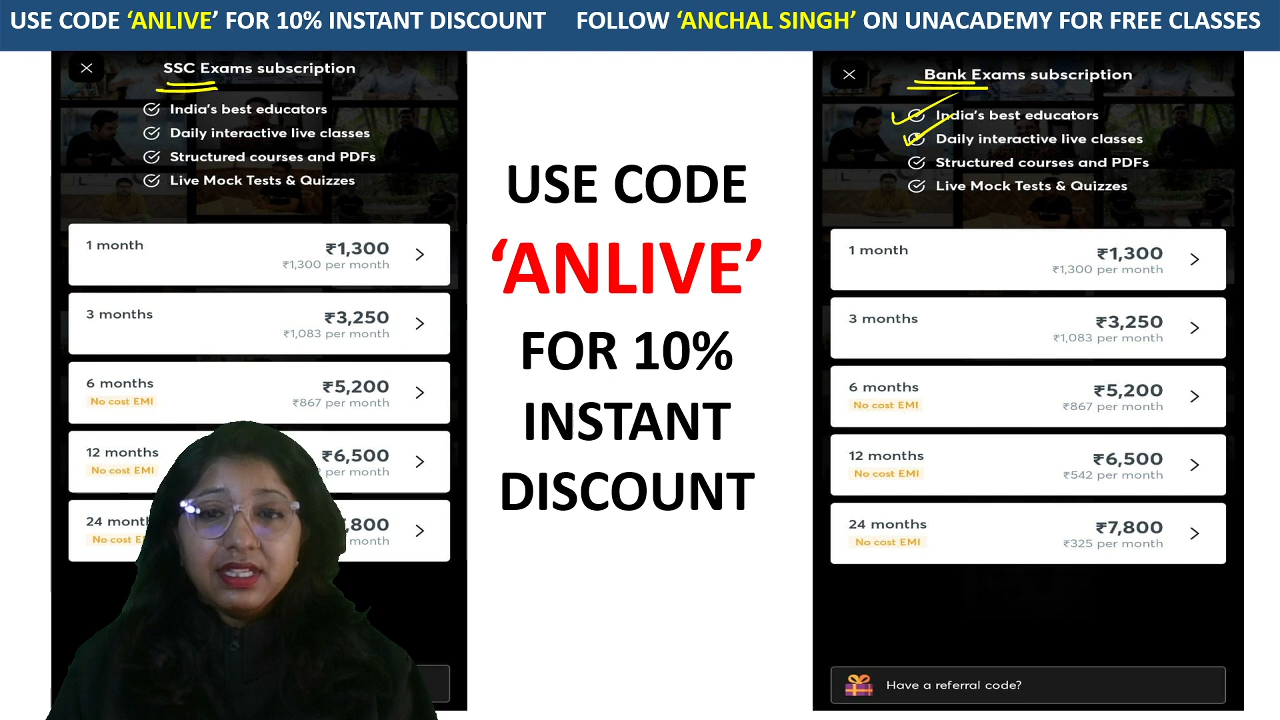 USE CODE ‘ANLIVE’ FOR 10% INSTANT DISCOUNT FOLLOW ‘ANCHAL SINGH’ ON UNACADEMY FOR FREE CLASSES
SSC Exams subscription
India's best educators
Daily interactive live classes
Structured courses and PDFs
Live Mock Tests & Quizzes
1 month
₹1,300
₹1,300 per month
3 months
₹3,250
₹1,083 per month
6 months
₹5,200
No cost EMI
₹867 per month
12 months
₹6,500
No cost EMI
per month
24
,800
No cost
month
USE CODE
‘ANLIVE’
FOR 10%
INSTANT
DISCOUNT
Bank Exams subscription
India's best educators
Daily interactive live classes
Structured courses and PDFs
Live Mock Tests & Quizzes
1 month
₹1,300
₹1,300 per month
3 months
₹3,250
₹1,083 per month
6 months
₹5,200
No cost EMI
₹867 per month
12 months
₹6,500
No cost EMI
₹542 per month
24 months
₹7,800
No cost EMI
₹325 per month
Have a referral code?